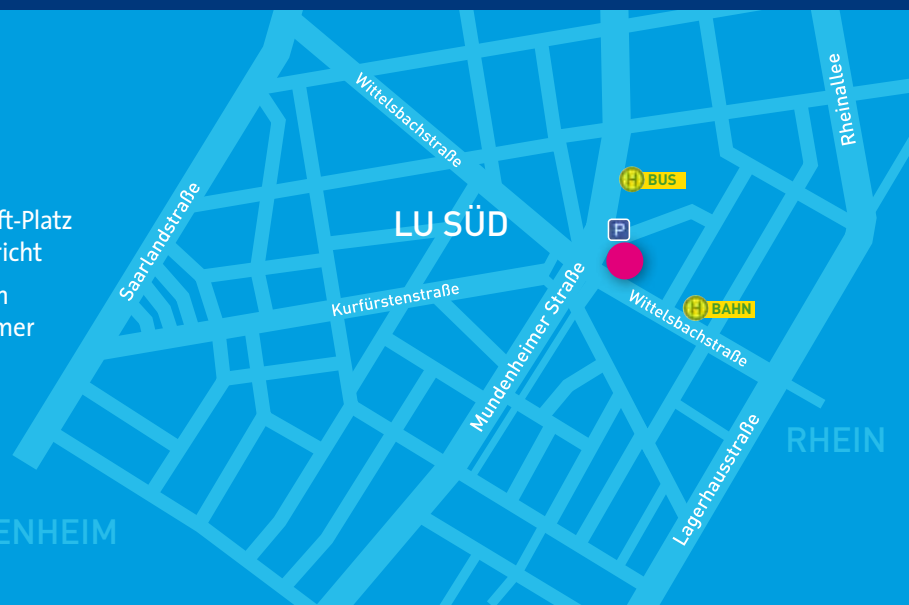 ft-Platz
richt
n
mer
Wittelsbachstraße
Rheinallee
H BUS
Saarlandstraße
LU SÜD
P
Kurfürstenstraße
Mundenheimer Straße
H BAHN
Wittelsbachstraße
RHEIN
Lagerhausstraße
ENHEIM